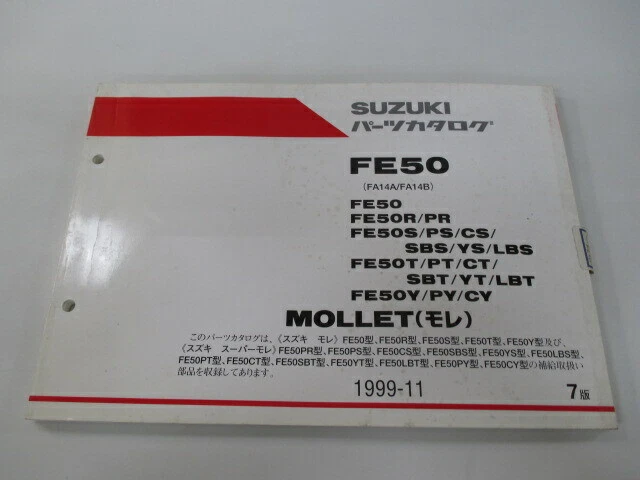 SUZUKI
パーツカタログ
FE50
(FA14A/FA14B)
FE50
FE50R/PR
FE50S/PS/CS/
SBS/YS/LBS
FE50T/PT/CT/
SBT/YT/LBT
FE50Y/PY/CY
MOLLET(モレ)
このパーツカタログは、〈スズキ モレ〉FE50型、FE50R型、FE50S型、FE50T型、FE50Y型及び、
〈スズキ スーパーモレ〉FE50PR型、FE50PS型、FE50CS型、FE50SBS型、FE50YS型、FE50LBS型、
FE50PT型、FE50CT型、FE50SBT型、FE50YT型、FE50LBT型、FE50PY型、FE50CY型の補給取扱い
部品を収録してあります。
1999-11
7版